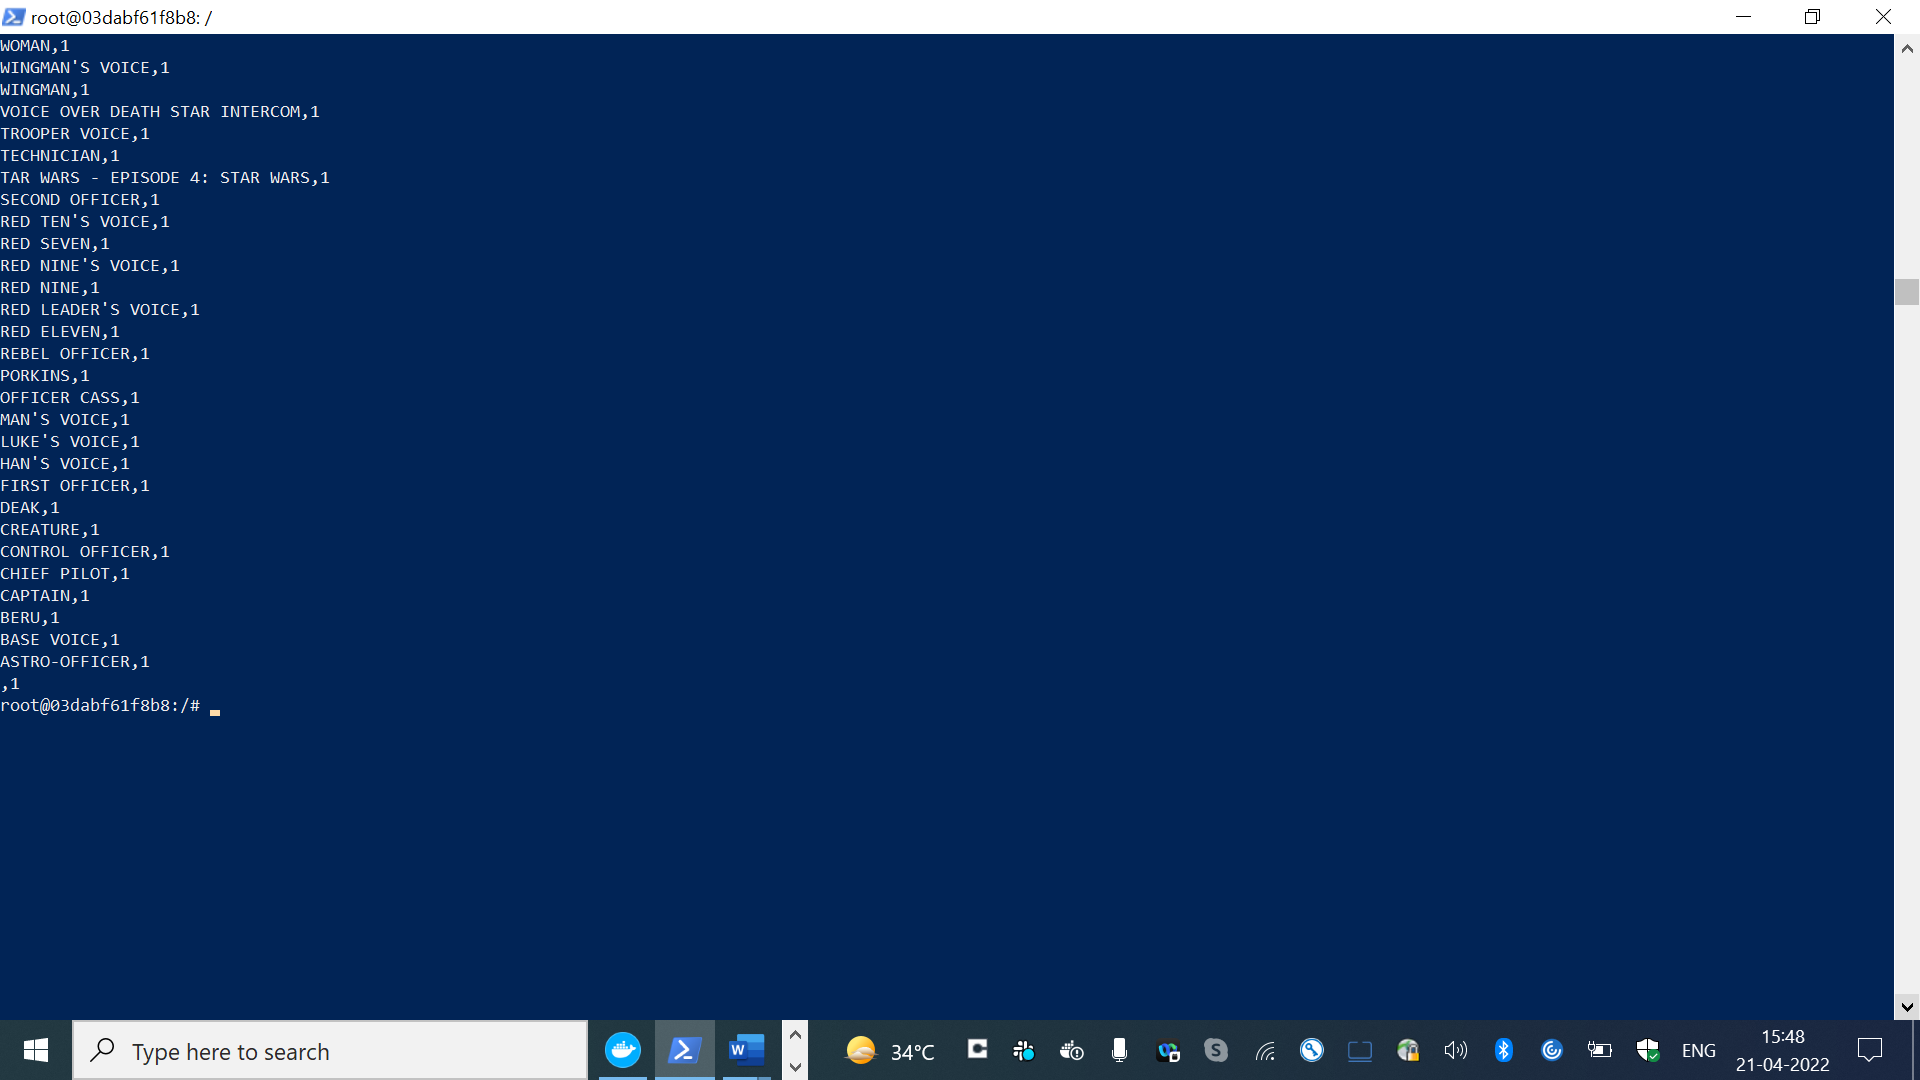 root@03dabf61f8b8: /
WOMAN,1
WINGMAN'S VOICE,1
WINGMAN,1
VOICE OVER DEATH STAR INTERCOM,1
TROOPER VOICE,1
TECHNICIAN,1
TAR WARS - EPISODE 4: STAR WARS,1
SECOND OFFICER,1
RED TEN'S VOICE,1
RED SEVEN,1
RED NINE'S VOICE,1
RED NINE,1
RED LEADER'S VOICE,1
RED ELEVEN,1
REBEL OFFICER,1
PORKINS,1
OFFICER CASS,1
MAN'S VOICE,1
LUKE'S VOICE,1
HAN'S VOICE,1
FIRST OFFICER,1
DEAK,1
CREATURE,1
CONTROL OFFICER,1
CHIEF PILOT,1
CAPTAIN,1
BERU,1
BASE VOICE,1
ASTRO-OFFICER,1
,1
root@03dabf61f8b8:/#
Type here to search
34°C
ENG
15:48
21-04-2022